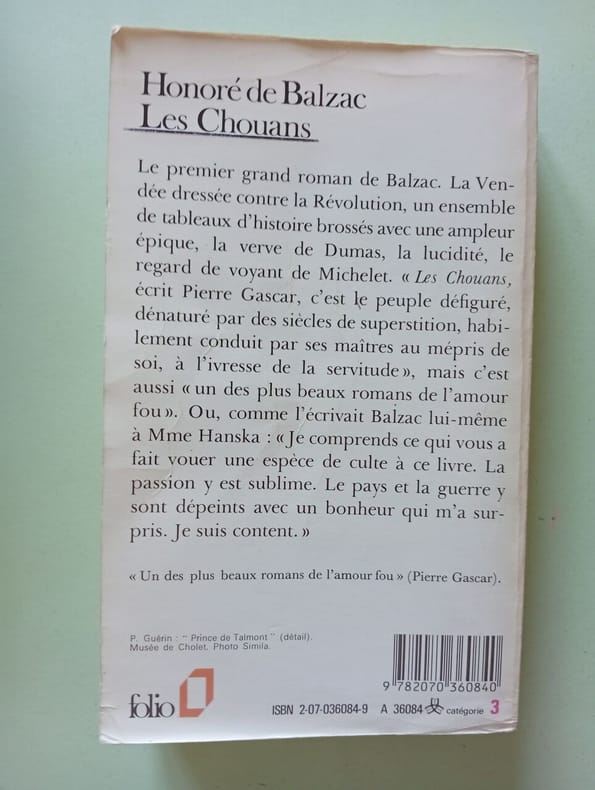 Honoré de Balzac
Les Chouans
Le premier grand roman de Balzac. La Ven-
dée dressée contre la Révolution, un ensemble
de tableaux d'histoire brossés avec une ampleur
épique, la verve de Dumas, la lucidité, le
regard de voyant de Michelet. « Les Chouans,
écrit Pierre Gascar, c'est le peuple défiguré,
dénaturé par des siècles de superstition, habi-
lement conduit par ses maîtres au mépris de
soi, à l'ivresse de la servitude », mais c'est
aussi « un des plus beaux romans de l'amour
fou ». Ou, comme l'écrivait Balzac lui-même
à Mme Hanska : « Je comprends ce qui vous a
fait vouer une espèce de culte à ce livre. La
passion y est sublime. Le pays et la guerre y
sont dépeints avec un bonheur qui m'a sur-
pris. Je suis content. »
« Un des plus beaux romans de l'amour fou » (Pierre Gascar).
P. Guérin : " Prince de Talmont " (détail).
Musée de Cholet. Photo Simila.
9 782070 360840
folio
ISBN 2-07-036084-9 A 36084 catégorie 3